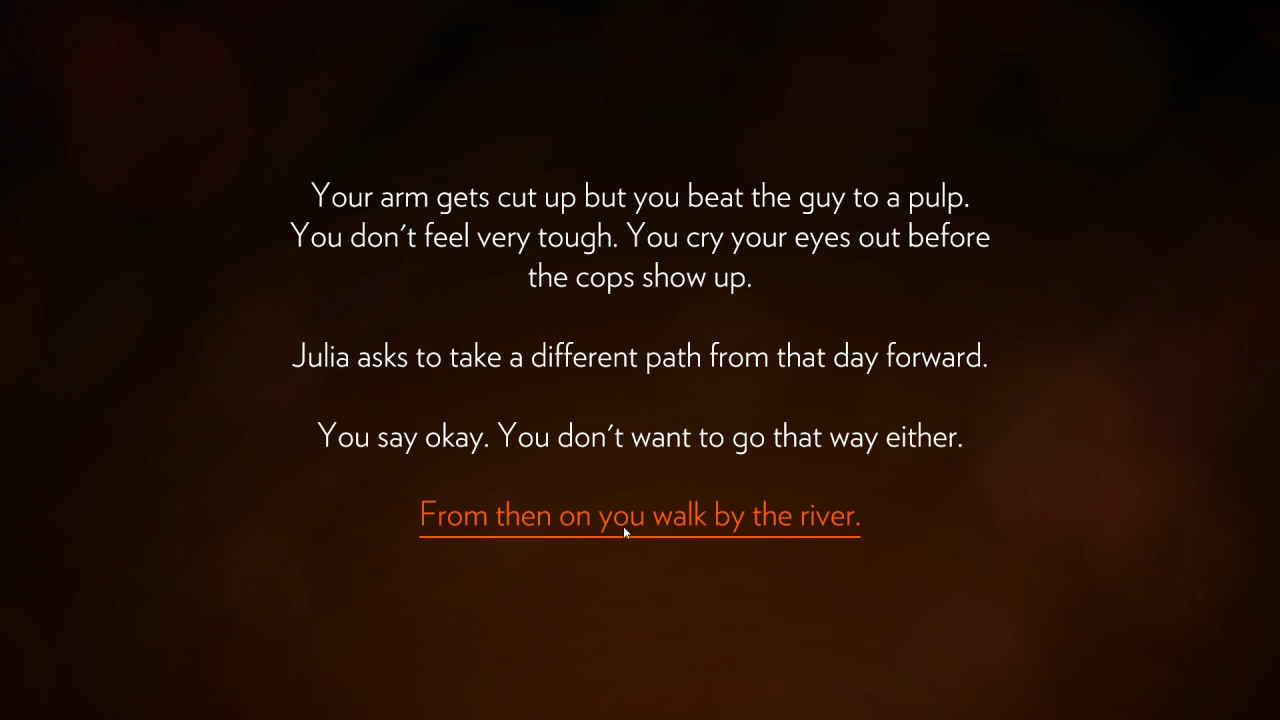 Your arm gets cut up but you beat the guy to a pulp.
You don't feel very tough. You cry your eyes out before
the cops show up.
Julia asks to take a different path from that day forward.
You say okay. You don't want to go that way either.
From then on you walk by the river.